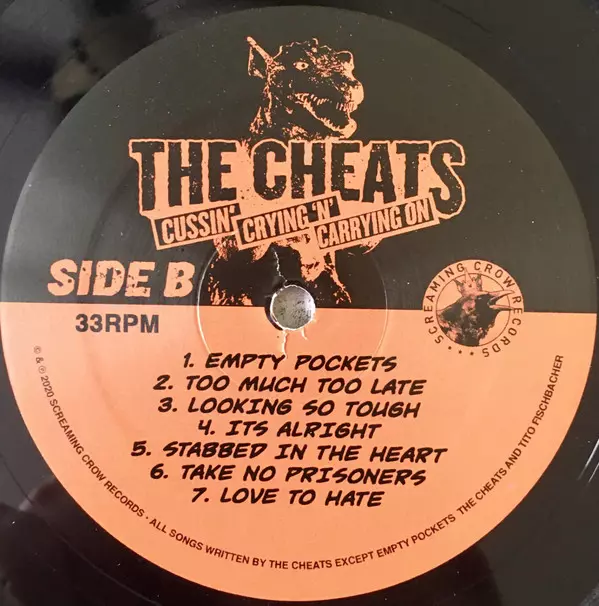 THE CHEATS
CUSSIN' CRYING 'N' CARRYING ON
SIDE B
33RPM
SCREAMING CROW RECORDS
1. EMPTY POCKETS
2. TOO MUCH TOO LATE
3. LOOKING SO TOUGH
4. ITS ALRIGHT
5. STABBED IN THE HEART
6. TAKE NO PRISONERS
7. LOVE TO HATE
© & ℗ 2020 SCREAMING CROW RECORDS · ALL SONGS WRITTEN BY THE CHEATS EXCEPT EMPTY POCKETS THE CHEATS AND TITO FISCHBACHER